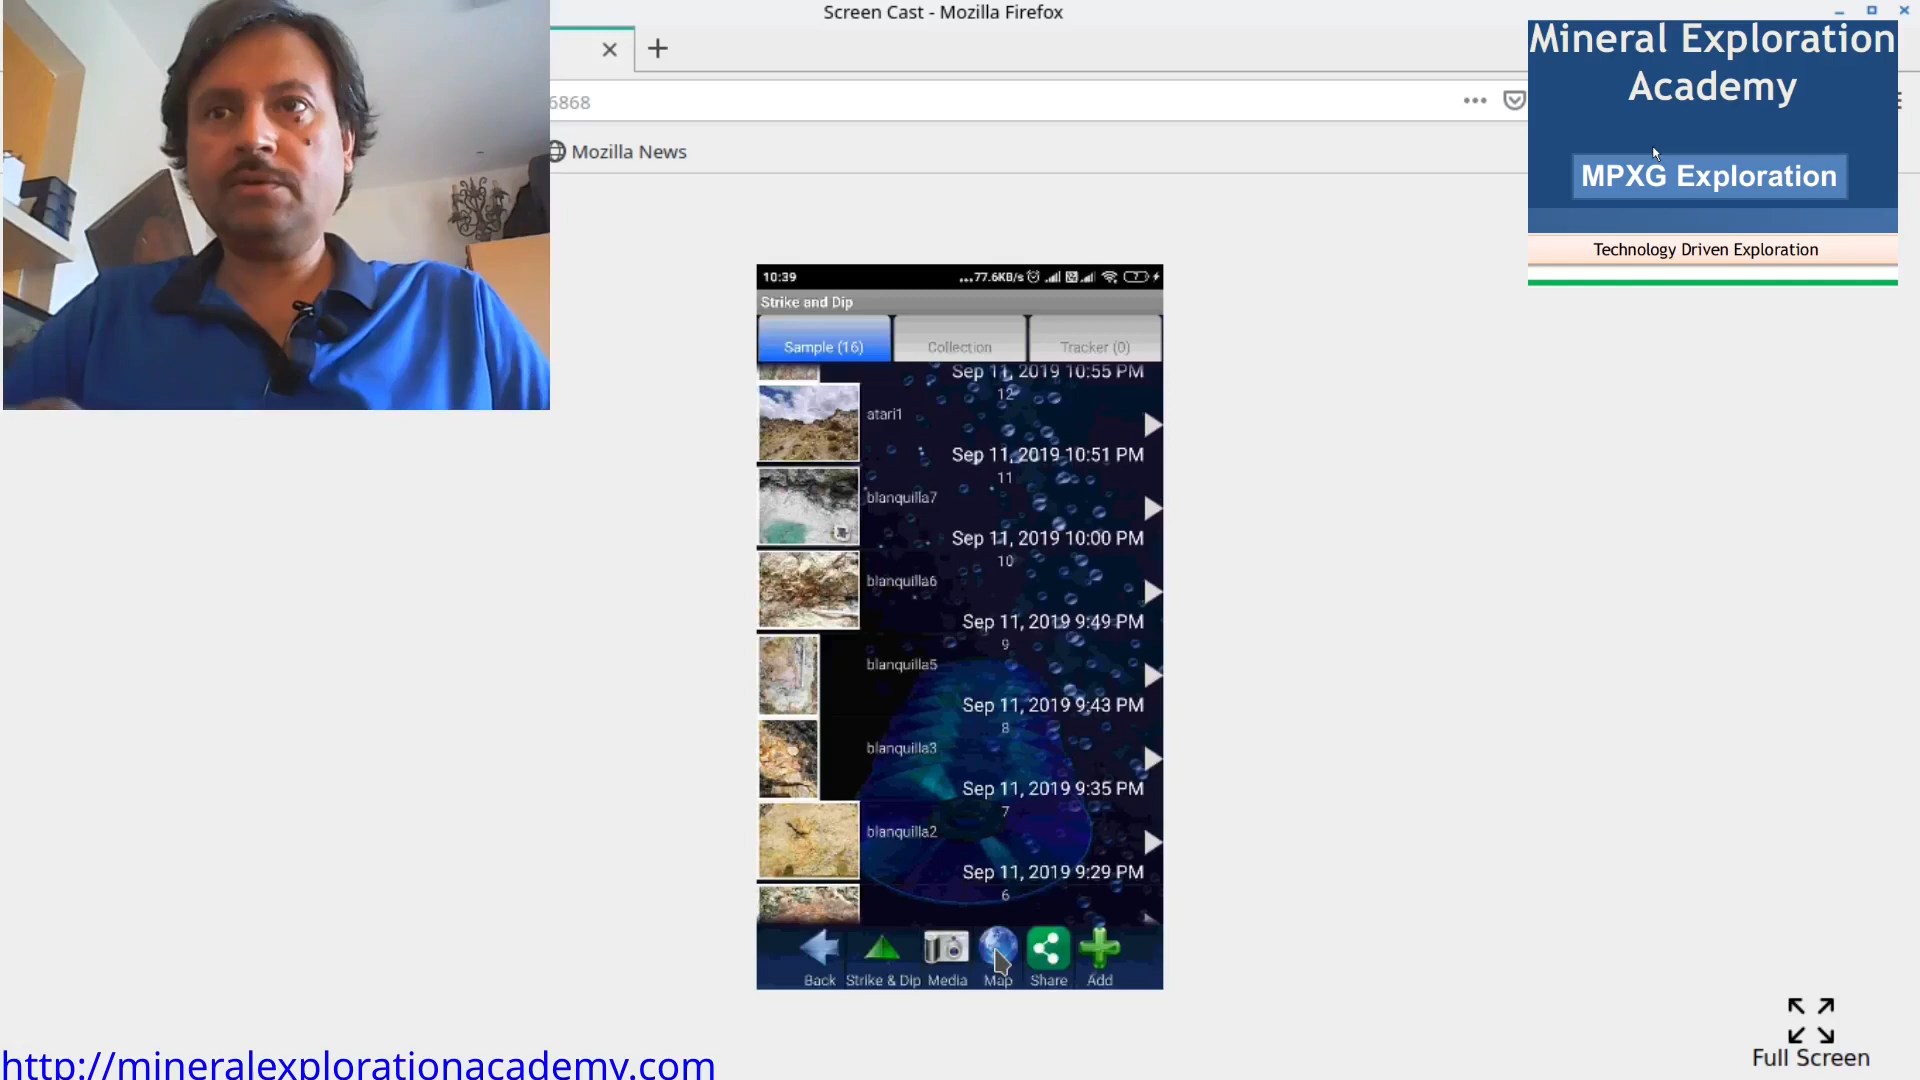 Screen Cast - Mozilla Firefox
6868
Mozilla News
Mineral Exploration
Academy
MPXG Exploration
Technology Driven Exploration
10:39
...77.6KB/s
7
Strike and Dip
Sample (16)
Collection
Tracker (0)
Sep 11, 2019 10:55 PM
12
atari1
Sep 11, 2019 10:51 PM
11
blanquilla7
Sep 11, 2019 10:00 PM
10
blanquilla6
Sep 11, 2019 9:49 PM
9
blanquilla5
Sep 11, 2019 9:43 PM
8
blanquilla3
Sep 11, 2019 9:35 PM
7
blanquilla2
Sep 11, 2019 9:29 PM
6
Back
Strike & Dip
Media
Map
Share
Add
Full Screen
http://mineralexplorationacademy.com